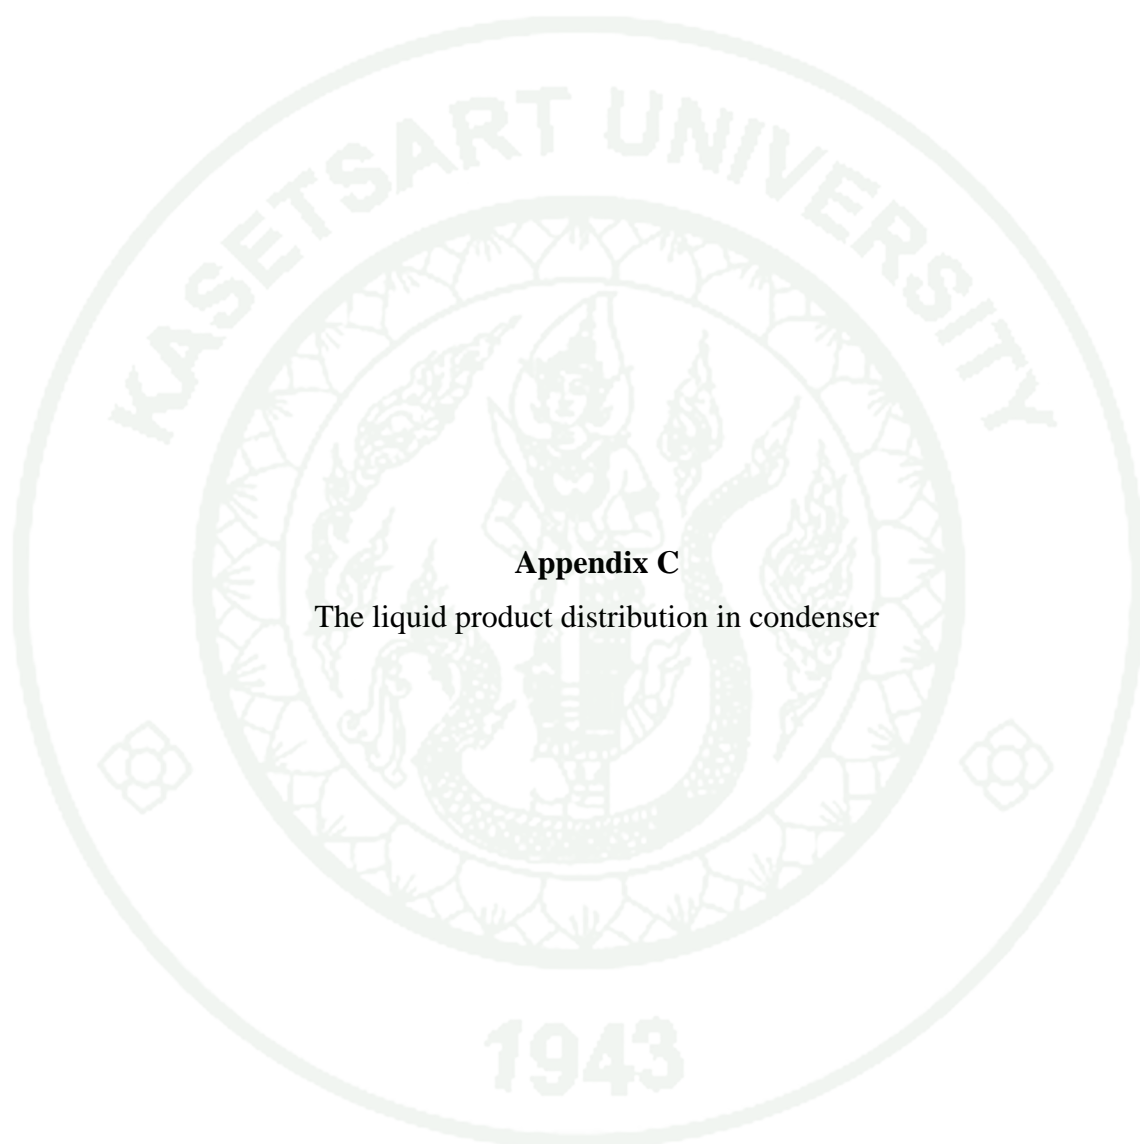 KASETSART UNIVERSITY
Appendix C
The liquid product distribution in condenser
1943